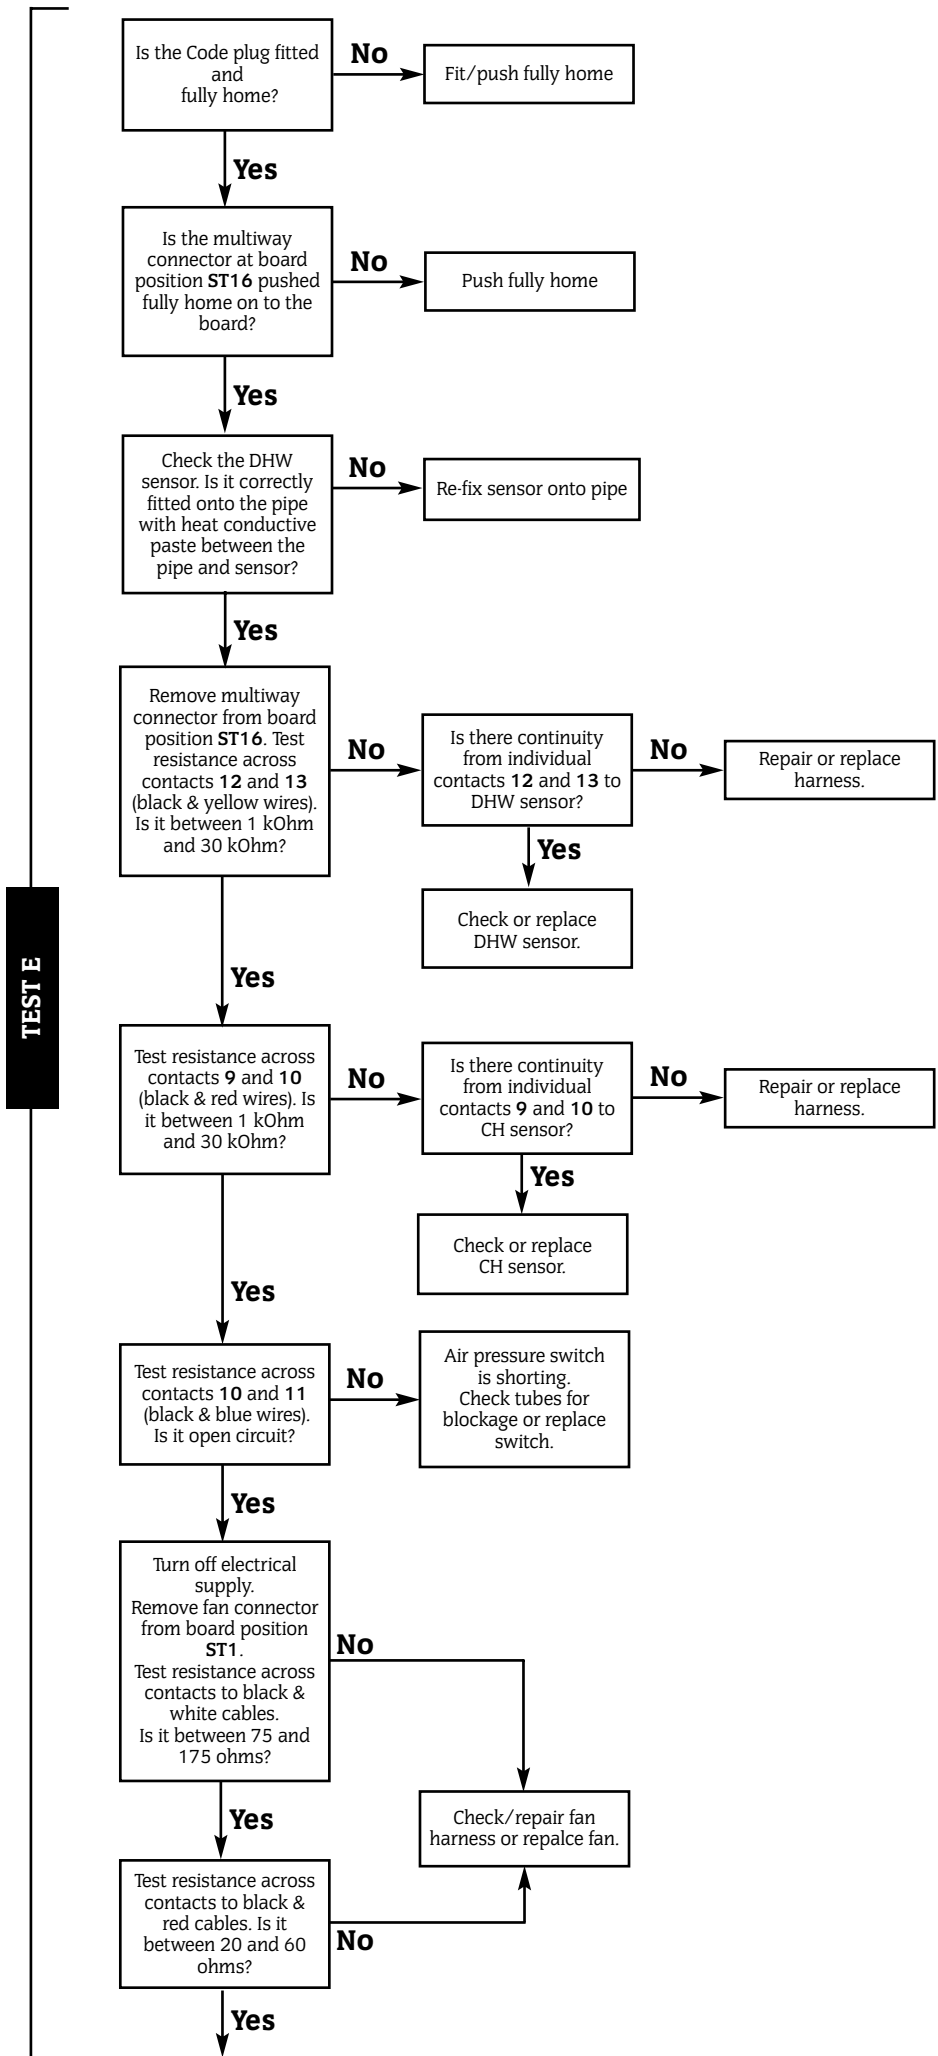 Is the Code plug fitted
and
fully home?
No
Fit/push fully home
Yes
Is the multiway
connector at board
position ST16 pushed
fully home on to the
board?
No
Push fully home
Yes
Check the DHW
sensor. Is it correctly
fitted onto the pipe
with heat conductive
paste between the
pipe and sensor?
No
Re-fix sensor onto pipe
Yes
Remove multiway
connector from board
position ST16. Test
resistance across
contacts 12 and 13
(black & yellow wires).
Is it between 1 kOhm
and 30 kOhm?
No
Is there continuity
from individual
contacts 12 and 13 to
DHW sensor?
No
Repair or replace
harness.
Yes
Check or replace
DHW sensor.
Yes
TEST E
Test resistance across
contacts 9 and 10
(black & red wires). Is
it between 1 kOhm
and 30 kOhm?
No
Is there continuity
from individual
contacts 9 and 10 to
CH sensor?
No
Repair or replace
harness.
Yes
Check or replace
CH sensor.
Yes
Test resistance across
contacts 10 and 11
(black & blue wires).
Is it open circuit?
No
Air pressure switch
is shorting.
Check tubes for
blockage or replace
switch.
Yes
Turn off electrical
supply.
Remove fan connector
from board position
ST1.
Test resistance across
contacts to black &
white cables.
Is it between 75 and
175 ohms?
No
Check/repair fan
harness or repalce fan.
Yes
Test resistance across
contacts to black &
red cables. Is it
between 20 and 60
ohms?
No
Yes